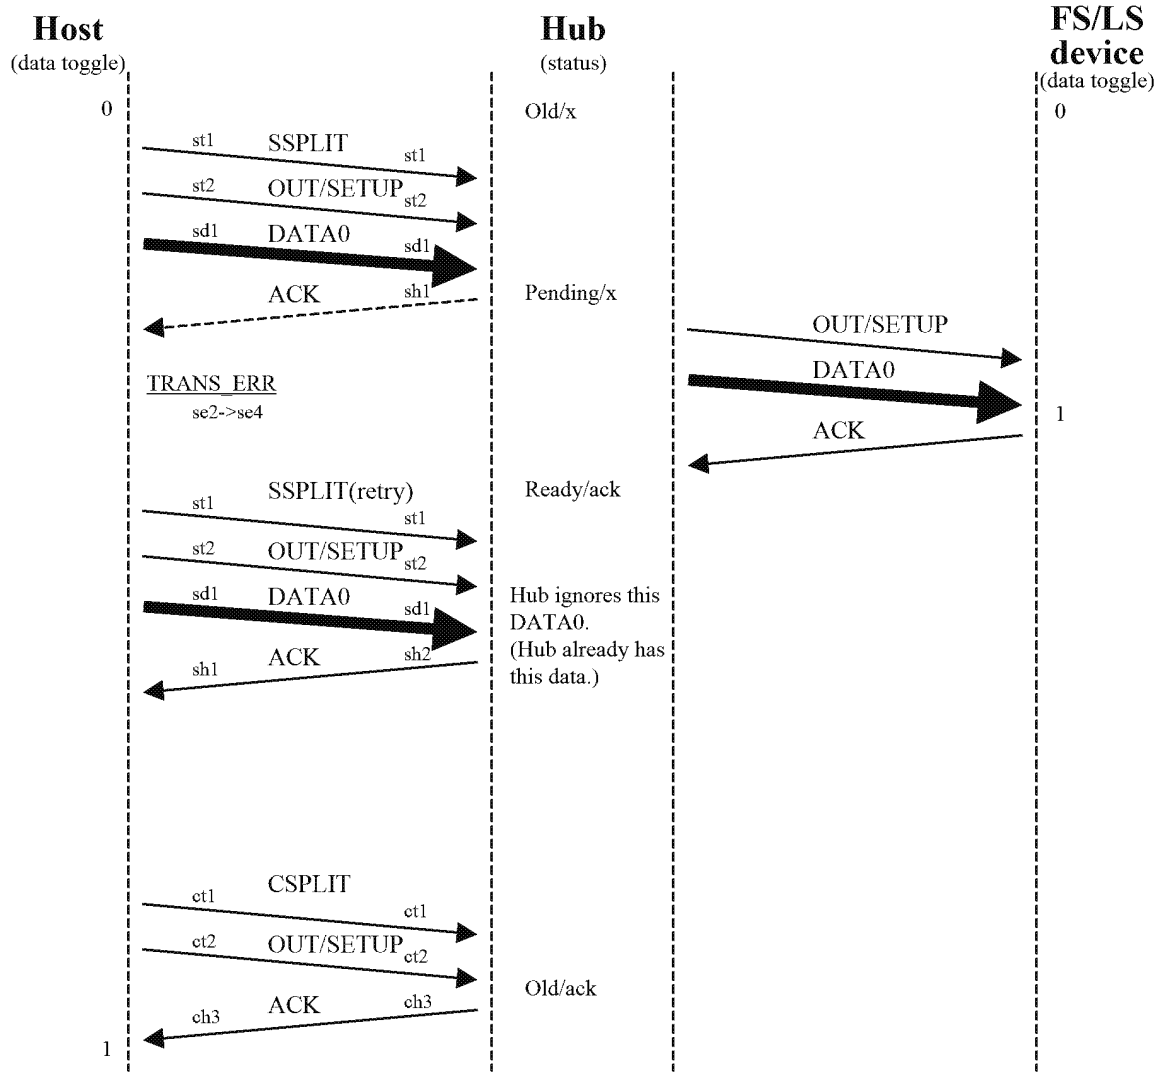 Host
(data toggle)
Hub
(status)
FS/LS
device
(data toggle)
0
Old/x
0
st1 SSPLIT st1
st2 OUT/SETUP st2
sd1 DATA0 sd1
ACK sh1
Pending/x
OUT/SETUP
DATA0
1
ACK
TRANS_ERR
se2->se4
Ready/ack
st1 SSPLIT(retry) st1
st2 OUT/SETUP st2
sd1 DATA0 sd1
Hub ignores this
DATA0.
(Hub already has
this data.)
sh1 ACK sh2
ct1 CSPLIT ct1
ct2 OUT/SETUP ct2
Old/ack
ch3 ACK ch3
1